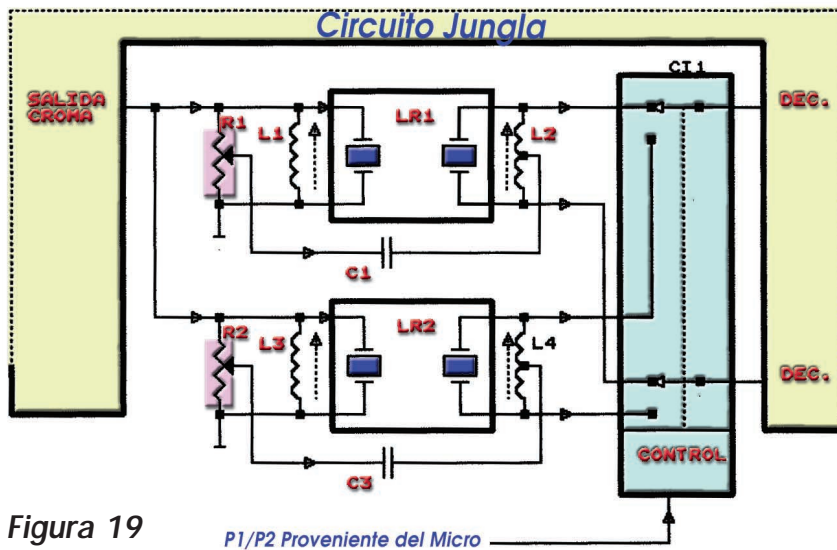 Circuito Jungla
CI1
SALIDA
CROMA
R1
L1
LR1
L2
DEC.
C1
R2
L3
LR2
L4
DEC.
C3
CONTROL
Figura 19
P1/P2 Proveniente del Micro